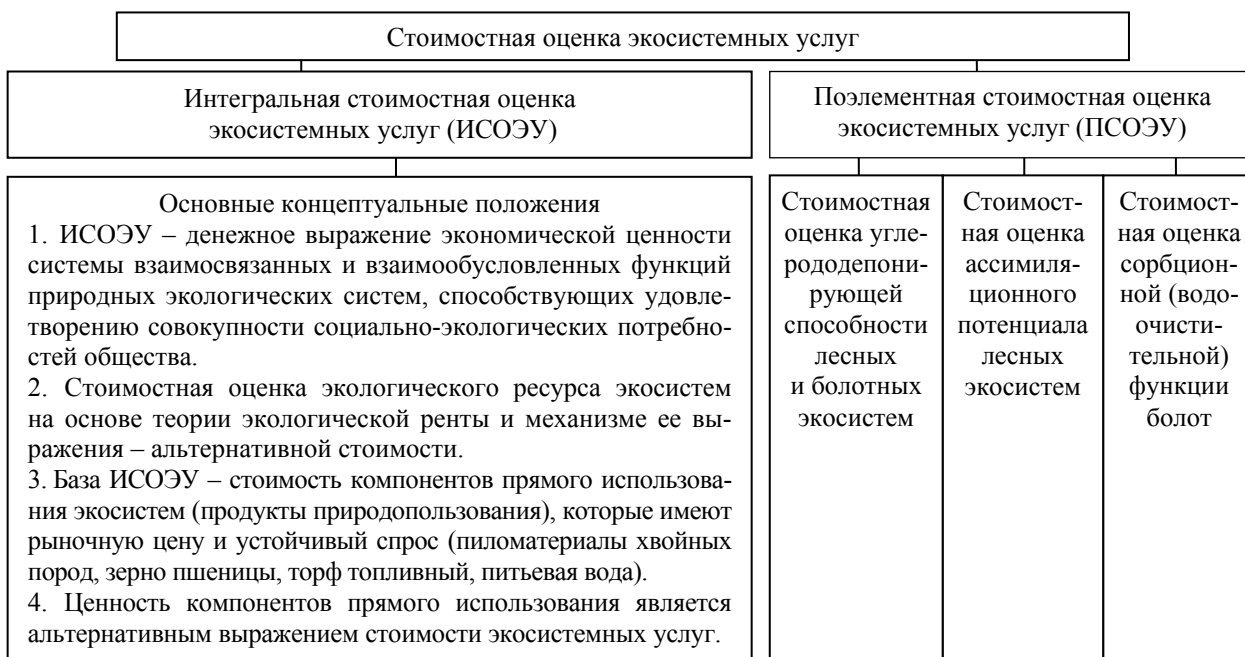 Стоимостная оценка экосистемных услуг
Интегральная стоимостная оценка
экосистемных услуг (ИСОЭУ)
Поэлементная стоимостная оценка
экосистемных услуг (ПСОЭУ)
Основные концептуальные положения
1. ИСОЭУ – денежное выражение экономической ценности
системы взаимосвязанных и взаимообусловленных функций
природных экологических систем, способствующих удовле-
творению совокупности социально-экологических потребно-
стей общества.
2. Стоимостная оценка экологического ресурса экосистем
на основе теории экологической ренты и механизме ее вы-
ражения – альтернативной стоимости.
3. База ИСОЭУ – стоимость компонентов прямого использова-
ния экосистем (продукты природопользования), которые имеют
рыночную цену и устойчивый спрос (пиломатериалы хвойных
пород, зерно пшеницы, торф топливный, питьевая вода).
4. Ценность компонентов прямого использования является
альтернативным выражением стоимости экосистемных услуг.
Стоимостная
оценка угле-
рододепони-
рующей
способности
лесных
и болотных
экосистем
Стоимост-
ная оценка
ассимиля-
ционного
потенциала
лесных
экосистем
Стоимост-
ная оценка
сорбцион-
ной (водо-
очисти-
тельной)
функции
болот